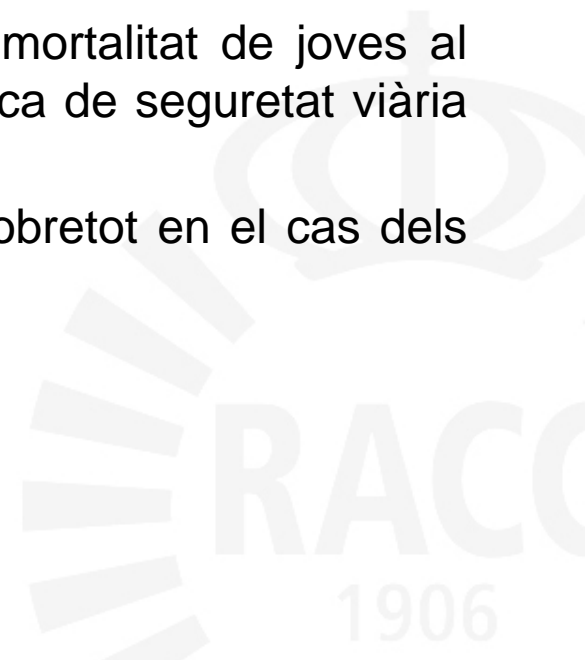 mortalitat de joves al
ca de seguretat viària
obretot en el cas dels
RACC
1906